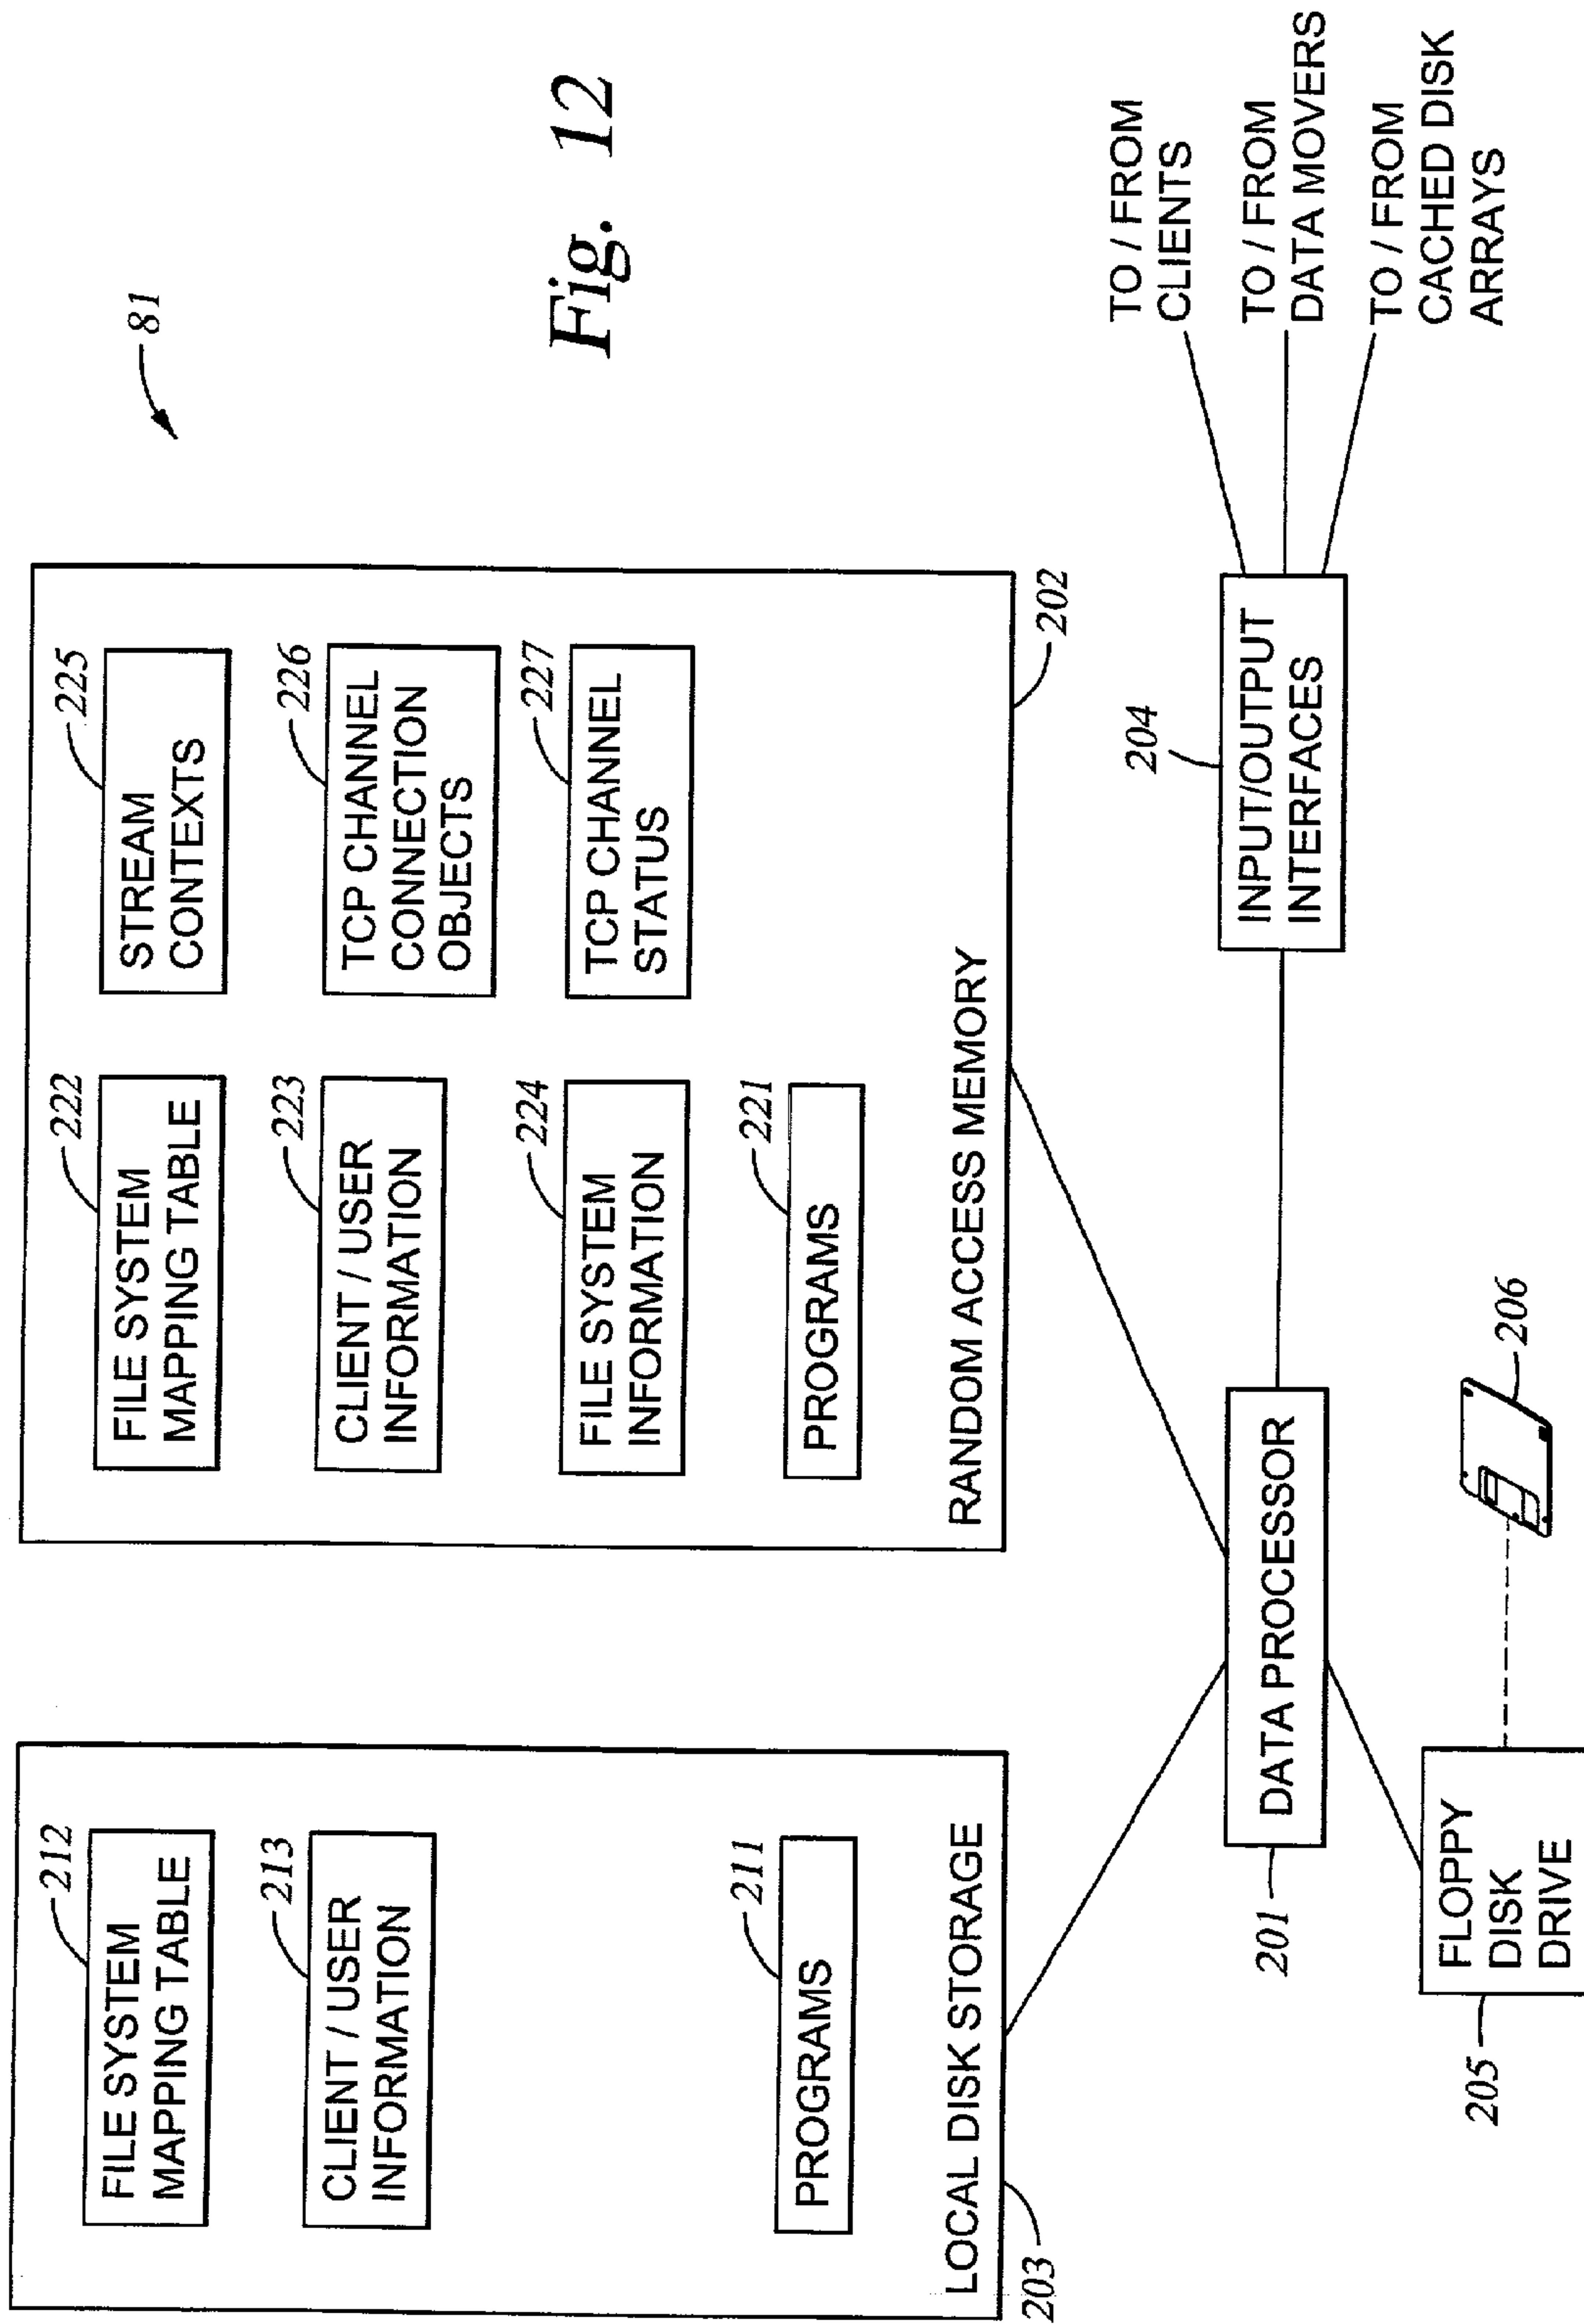 81
Fig. 12
212
FILE SYSTEM
MAPPING TABLE
213
CLIENT / USER
INFORMATION
211
PROGRAMS
LOCAL DISK STORAGE
203
222
FILE SYSTEM
MAPPING TABLE
223
CLIENT / USER
INFORMATION
224
FILE SYSTEM
INFORMATION
221
PROGRAMS
225
STREAM
CONTEXTS
226
TCP CHANNEL
CONNECTION
OBJECTS
227
TCP CHANNEL
STATUS
RANDOM ACCESS MEMORY
202
201
DATA PROCESSOR
204
INPUT/OUTPUT
INTERFACES
TO / FROM
CLIENTS
TO / FROM
DATA MOVERS
TO / FROM
CACHED DISK
ARRAYS
205
FLOPPY
DISK
DRIVE
206